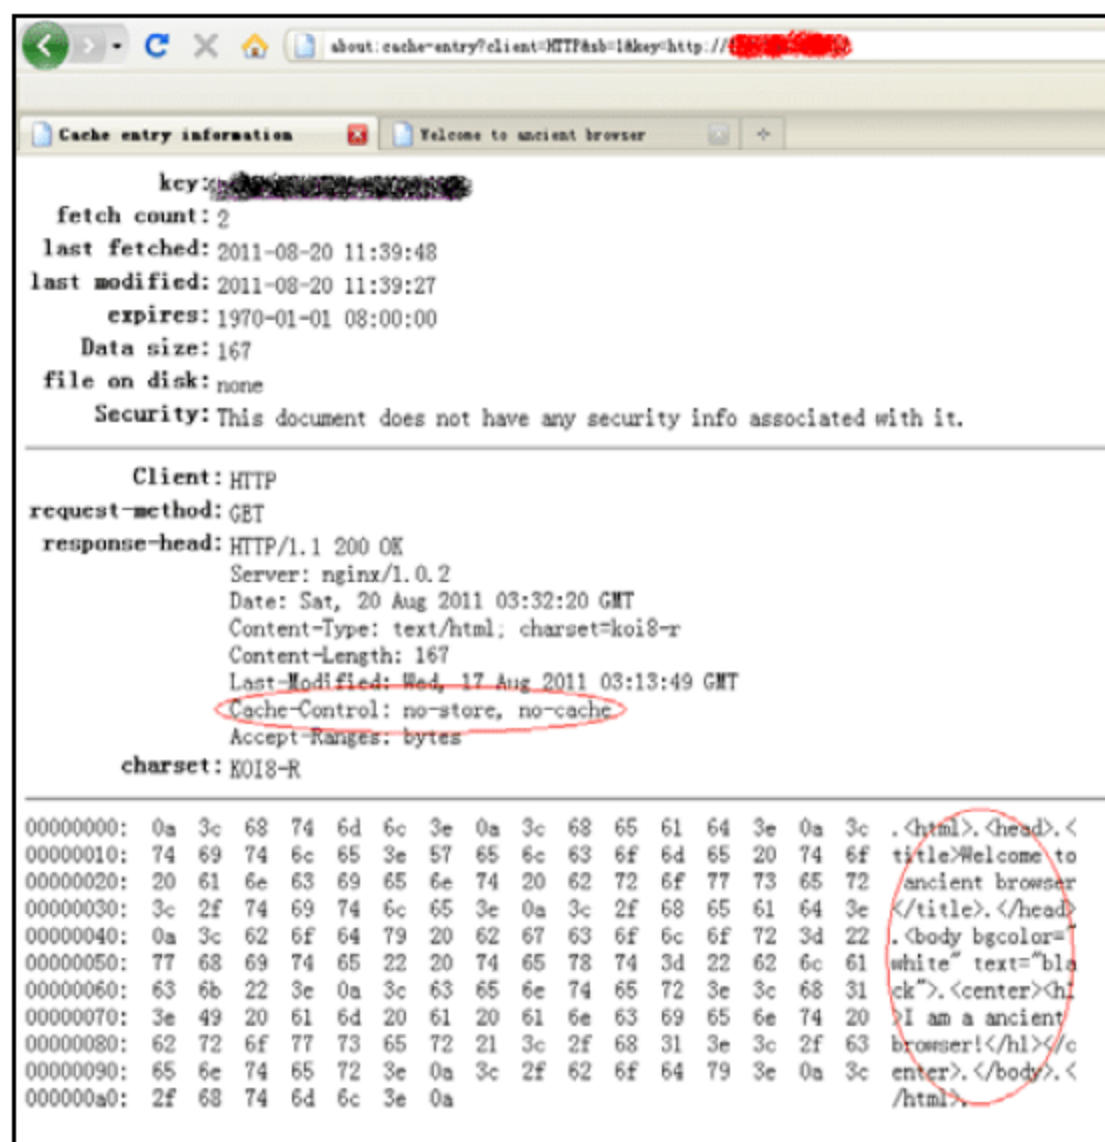 about:cache-entry?client=HTTP&sb=1&key=http://
Cache entry information
Welcome to ancient browser
key:
fetch count: 2
last fetched: 2011-08-20 11:39:48
last modified: 2011-08-20 11:39:27
expires: 1970-01-01 08:00:00
Data size: 167
file on disk: none
Security: This document does not have any security info associated with it.
Client: HTTP
request-method: GET
response-head: HTTP/1.1 200 OK
Server: nginx/1.0.2
Date: Sat, 20 Aug 2011 03:32:20 GMT
Content-Type: text/html; charset=koi8-r
Content-Length: 167
Last-Modified: Wed, 17 Aug 2011 03:13:49 GMT
Cache-Control: no-store, no-cache
Accept-Ranges: bytes
charset: KOI8-R
00000000: 0a 3c 68 74 6d 6c 3e 0a 3c 68 65 61 64 3e 0a 3c .<html>.<head>.<
00000010: 74 69 74 6c 65 3e 57 65 6c 63 6f 6d 65 20 74 6f title>Welcome to
00000020: 20 61 6e 63 69 65 6e 74 20 62 72 6f 77 73 65 72 ancient browser
00000030: 3c 2f 74 69 74 6c 65 3e 0a 3c 2f 68 65 61 64 3e </title>.</head>
00000040: 0a 3c 62 6f 64 79 20 62 67 63 6f 6c 6f 72 3d 22 .<body bgcolor="
00000050: 77 68 69 74 65 22 20 74 65 78 74 3d 22 62 6c 61 white" text="bla
00000060: 63 6b 22 3e 0a 3c 63 65 6e 74 65 72 3e 3c 68 31 ck">.<center><h1
00000070: 3e 49 20 61 6d 20 61 20 61 6e 63 69 65 6e 74 20 >I am a ancient
00000080: 62 72 6f 77 73 65 72 21 3c 2f 68 31 3e 3c 2f 63 browser!</h1></c
00000090: 65 6e 74 65 72 3e 0a 3c 2f 62 6f 64 79 3e 0a 3c enter>.</body>.<
000000a0: 2f 68 74 6d 6c 3e 0a /html>.